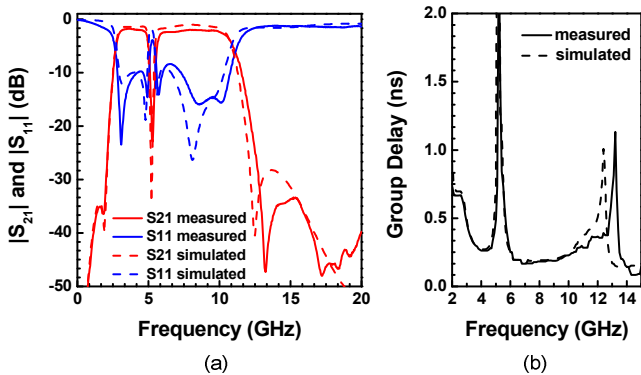 0
-10
-20
-30
-40
-50
|S21| and |S11| (dB)
S21 measured
S11 measured
S21 simulated
S11 simulated
0 5 10 15 20
Frequency (GHz)
(a)
2.0
1.5
1.0
0.5
0.0
Group Delay (ns)
measured
simulated
2 4 6 8 10 12 14
Frequency (GHz)
(b)